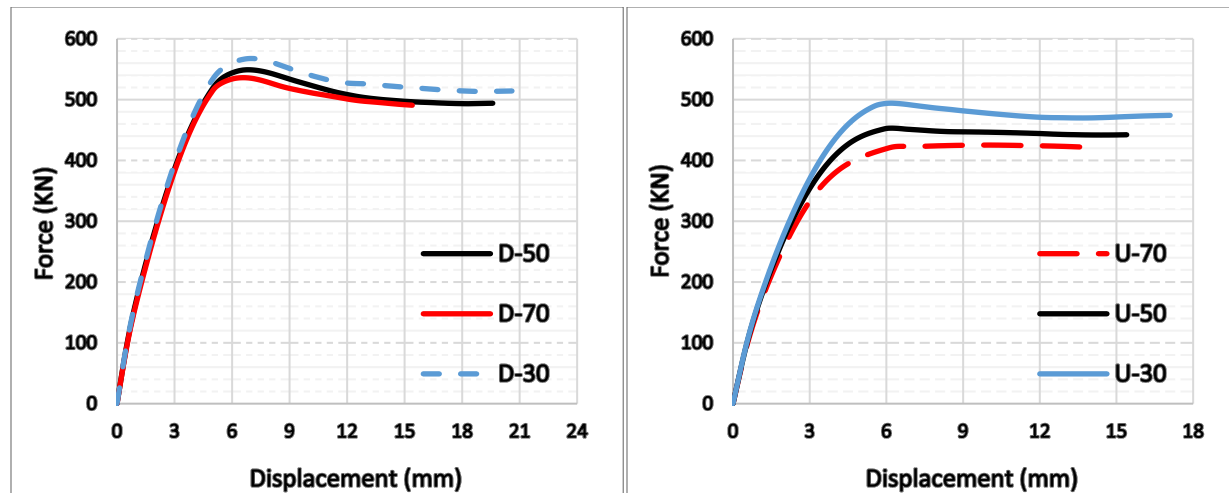 600
500
400
300
200
100
0
Force (KN)
D-50
D-70
D-30
0 3 6 9 12 15 18 21 24
Displacement (mm)
600
500
400
300
200
100
0
Force (KN)
U-70
U-50
U-30
0 3 6 9 12 15 18
Displacement (mm)